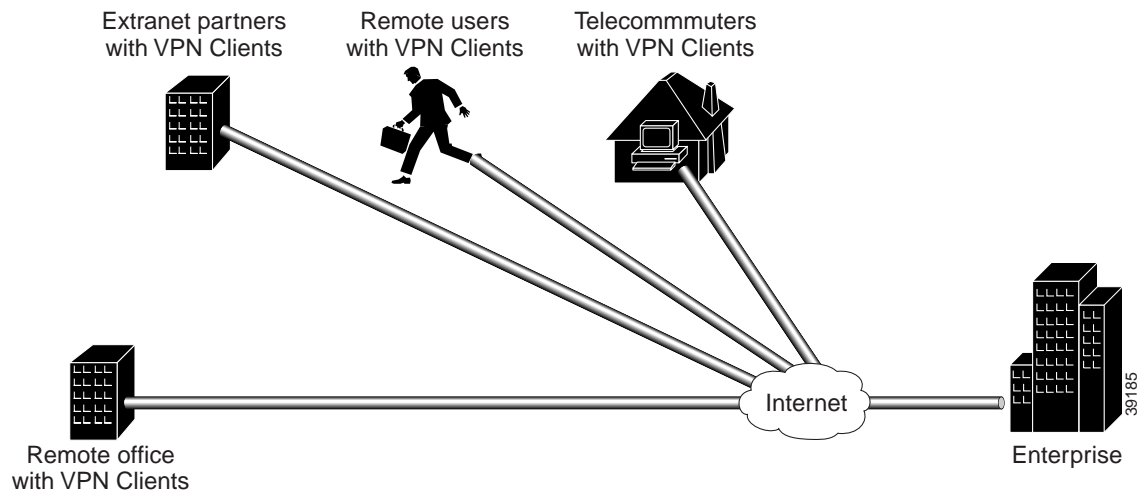 Extranet partners
with VPN Clients
Remote users
with VPN Clients
Telecommmuters
with VPN Clients
Internet
39185
Remote office
with VPN Clients
Enterprise